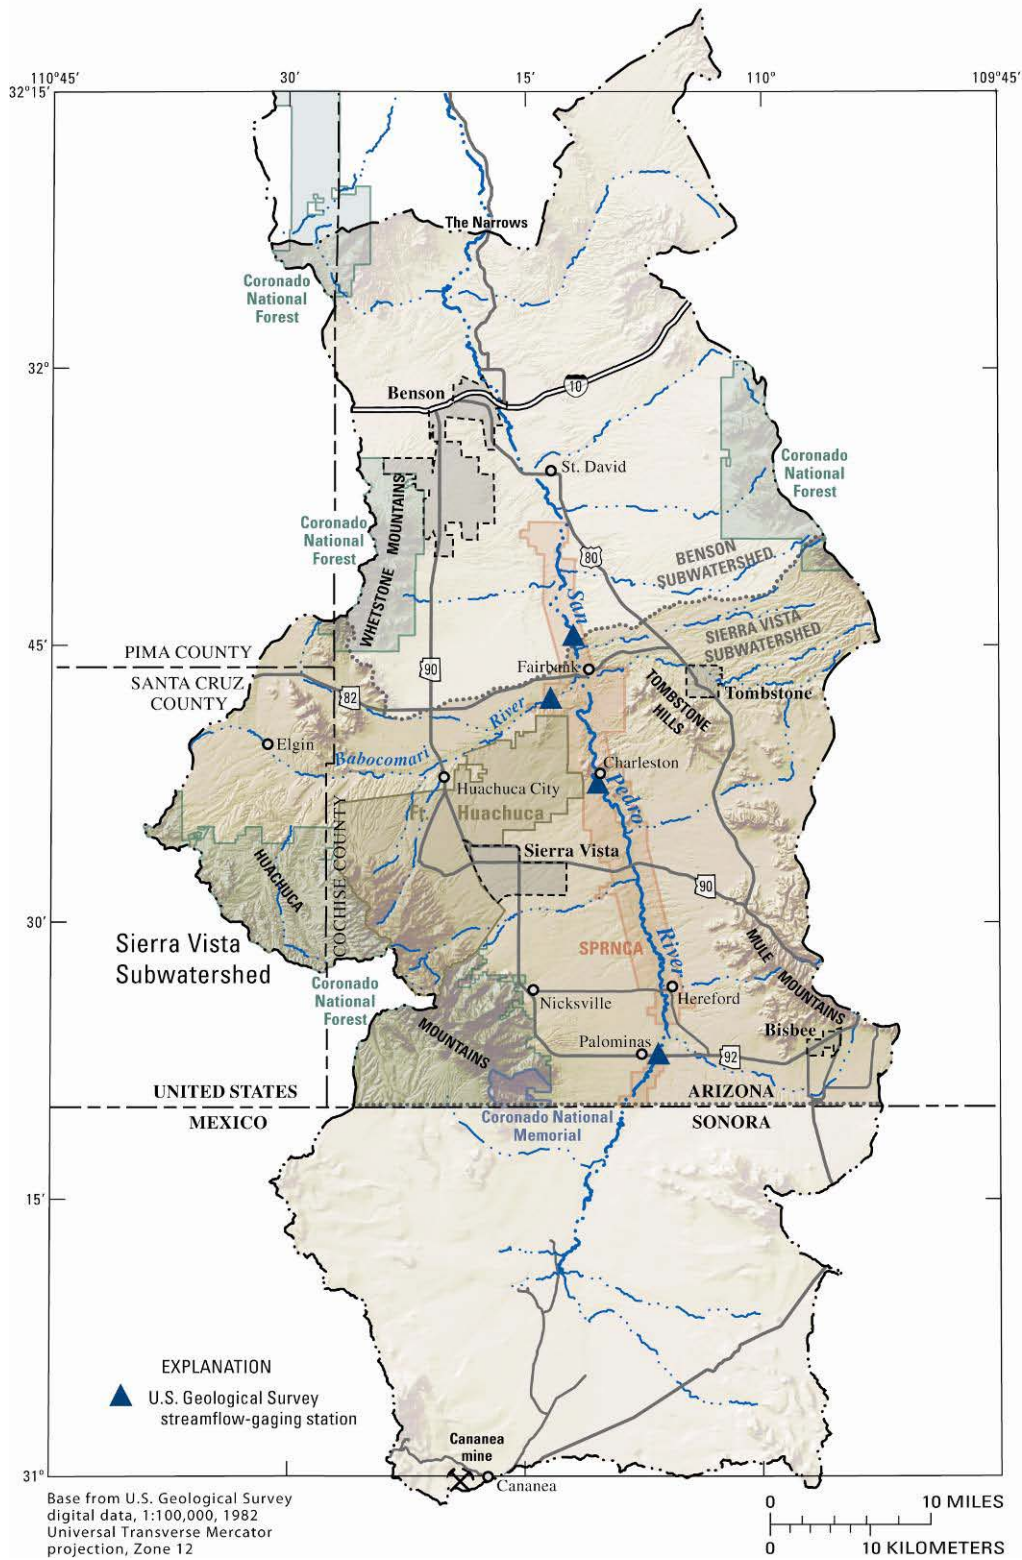 110°45'
30'
15'
110°
109°45'
32°15'
The Narrows
Coronado
National
Forest
32°
10
Benson
St. David
Coronado
National
Forest
Coronado
National
Forest
WHETSTONE MOUNTAINS
80
BENSON
SUBWATERSHED
San
SIERRA VISTA
SUBWATERSHED
45'
PIMA COUNTY
SANTA CRUZ
COUNTY
90
Fairbank
82
Tombstone
TOMBSTONE
HILLS
River
Elgin
Babocomari
Charleston
Huachuca City
Pedro
Ft. Huachuca
COCHISE COUNTY
Sierra Vista
HUACHUCA
90
30'
Sierra Vista
Subwatershed
SPRNCA
River
MULE MOUNTAINS
Coronado
National
Forest
Nicksville
Hereford
MOUNTAINS
Palominas
Bisbee
92
UNITED STATES
ARIZONA
MEXICO
Coronado National
Memorial
SONORA
15'
EXPLANATION
U.S. Geological Survey
streamflow-gaging station
Cananea
mine
31°
Cananea
Base from U.S. Geological Survey
digital data, 1:100,000, 1982
Universal Transverse Mercator
projection, Zone 12
0 10 MILES
0 10 KILOMETERS